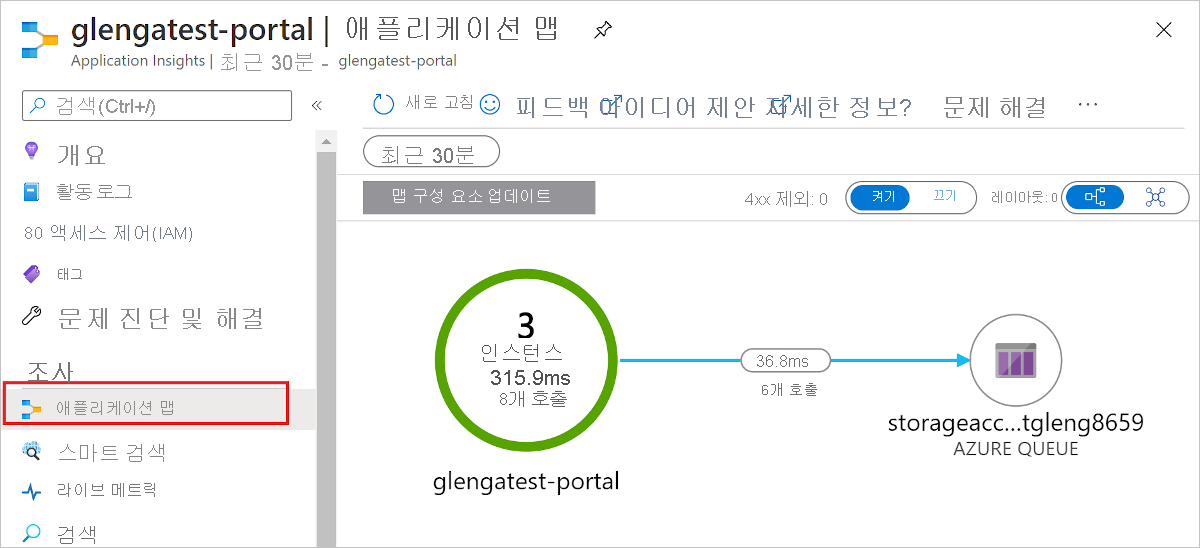 glengatest-portal | 애플리케이션 맵
Application Insights | 최근 30분 - glengatest-portal
검색(Ctrl+/)
«
개요
활동 로그
80 액세스 제어(IAM)
태그
문제 진단 및 해결
조사
애플리케이션 맵
스마트 검색
라이브 메트릭
검색
새로 고침 피드백 아이디어 제안 자세한 정보? 문제 해결 ...
최근 30분
맵 구성 요소 업데이트
4xx 제외: 0 켜기 끄기 레이아웃: 0
3
인스턴스
315.9ms
8개 호출
glengatest-portal
36.8ms
6개 호출
storageacc...tgleng8659
AZURE QUEUE